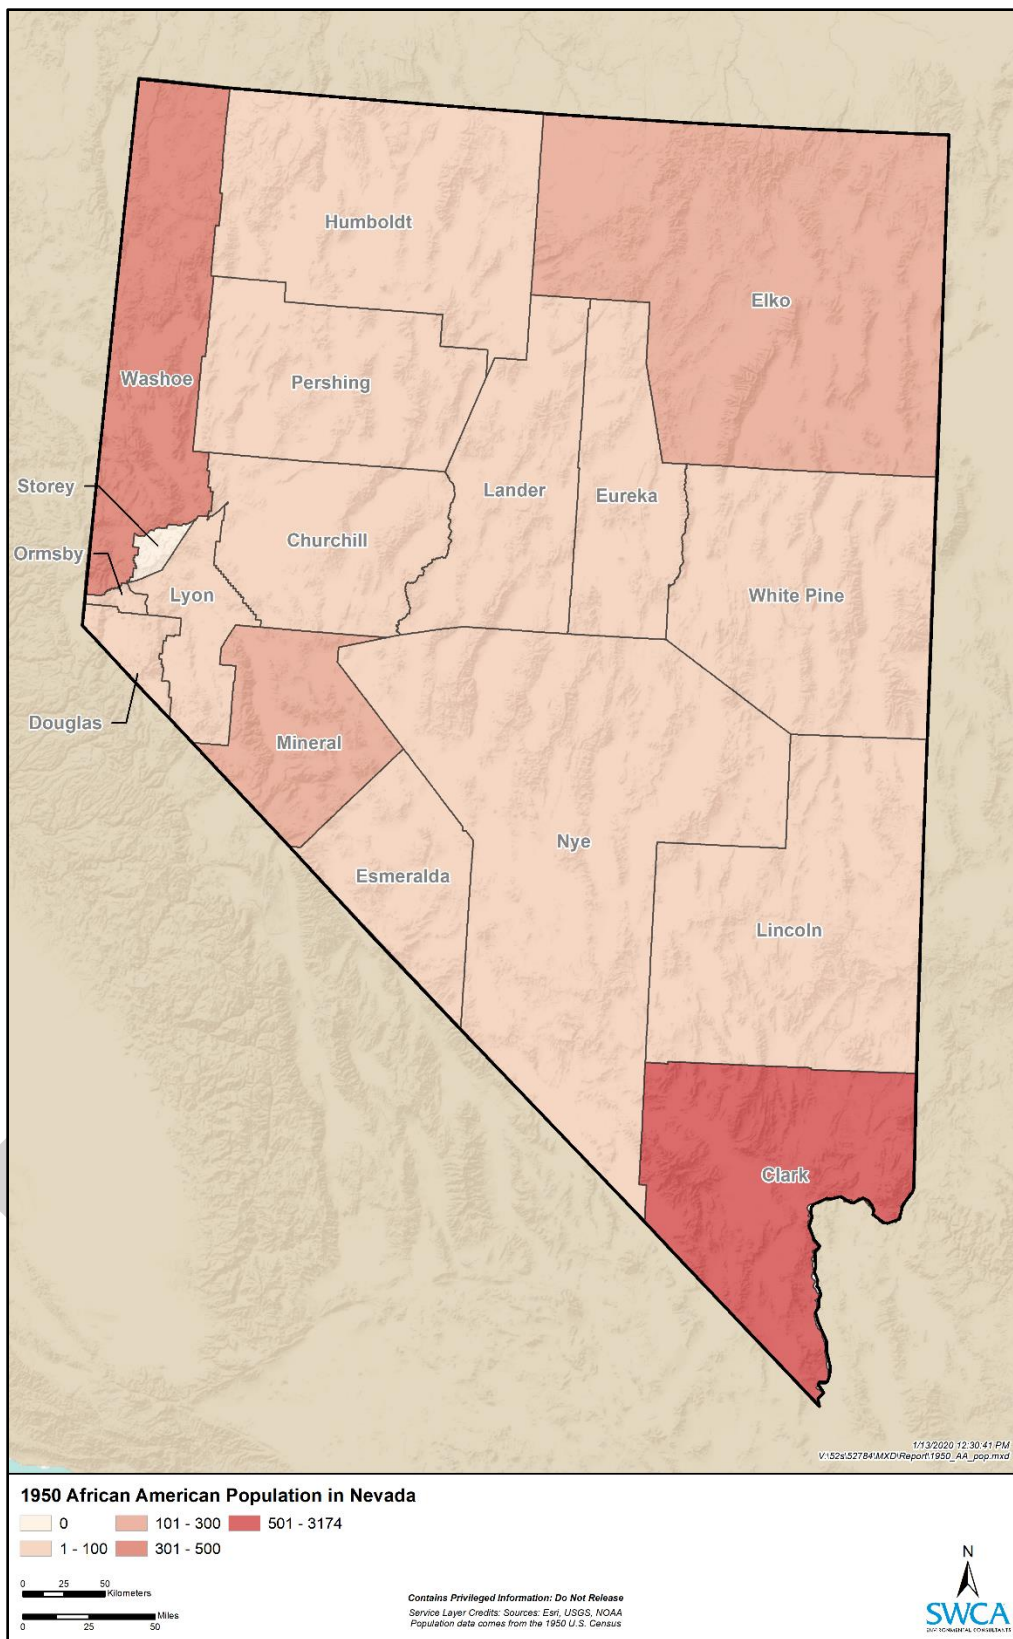 Humboldt
Elko
Washoe
Pershing
Storey
Lander
Eureka
Ormsby
Churchill
Lyon
White Pine
Douglas
Mineral
Nye
Esmeralda
Lincoln
Clark
1/13/2020 12:30:41 PM
V:\52s\52784\MXD\Report\1950_AA_pop.mxd
1950 African American Population in Nevada
0 101 - 300 501 - 3174
1 - 100 301 - 500
0 25 50
Kilometers
Miles
0 25 50
Contains Privileged Information: Do Not Release
Service Layer Credits: Sources: Esri, USGS, NOAA
Population data comes from the 1950 U.S. Census
N
SWCA
ENVIRONMENTAL CONSULTANTS